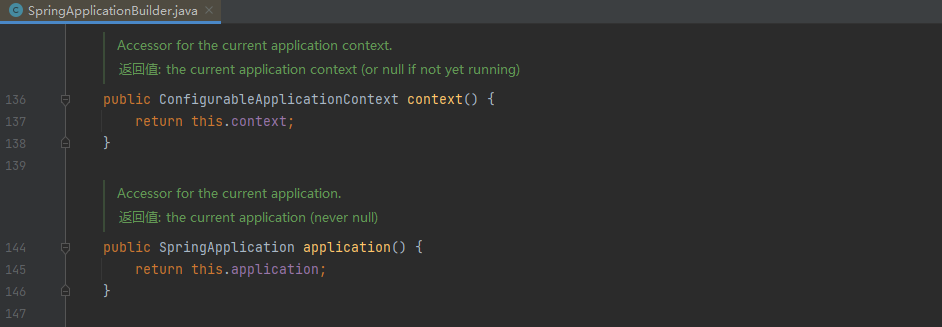 SpringApplicationBuilder.java
Accessor for the current application context.
返回值: the current application context (or null if not yet running)
136 public ConfigurableApplicationContext context() {
137 return this.context;
138 }
139
Accessor for the current application.
返回值: the current application (never null)
144 public SpringApplication application() {
145 return this.application;
146 }
147